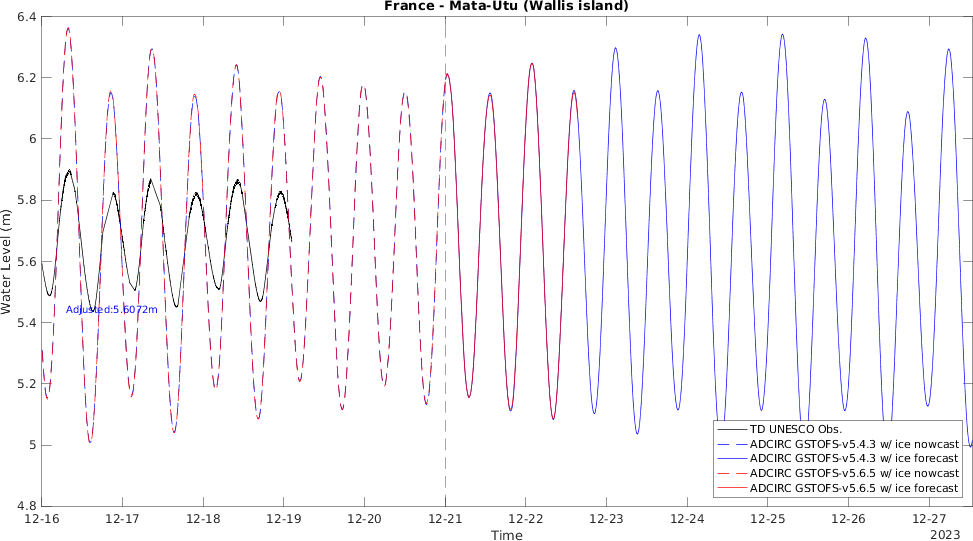 France - Mata-Utu (Wallis island)
6.4
6.2
6
5.8
5.6
5.4
5.2
5
4.8
Water Level (m)
Adjusted:5.6072m
TD UNESCO Obs.
ADCIRC GSTOFS-v5.4.3 w/ ice nowcast
ADCIRC GSTOFS-v5.4.3 w/ ice forecast
ADCIRC GSTOFS-v5.6.5 w/ ice nowcast
ADCIRC GSTOFS-v5.6.5 w/ ice forecast
12-16 12-17 12-18 12-19 12-20 12-21 12-22 12-23 12-24 12-25 12-26 12-27
Time
2023